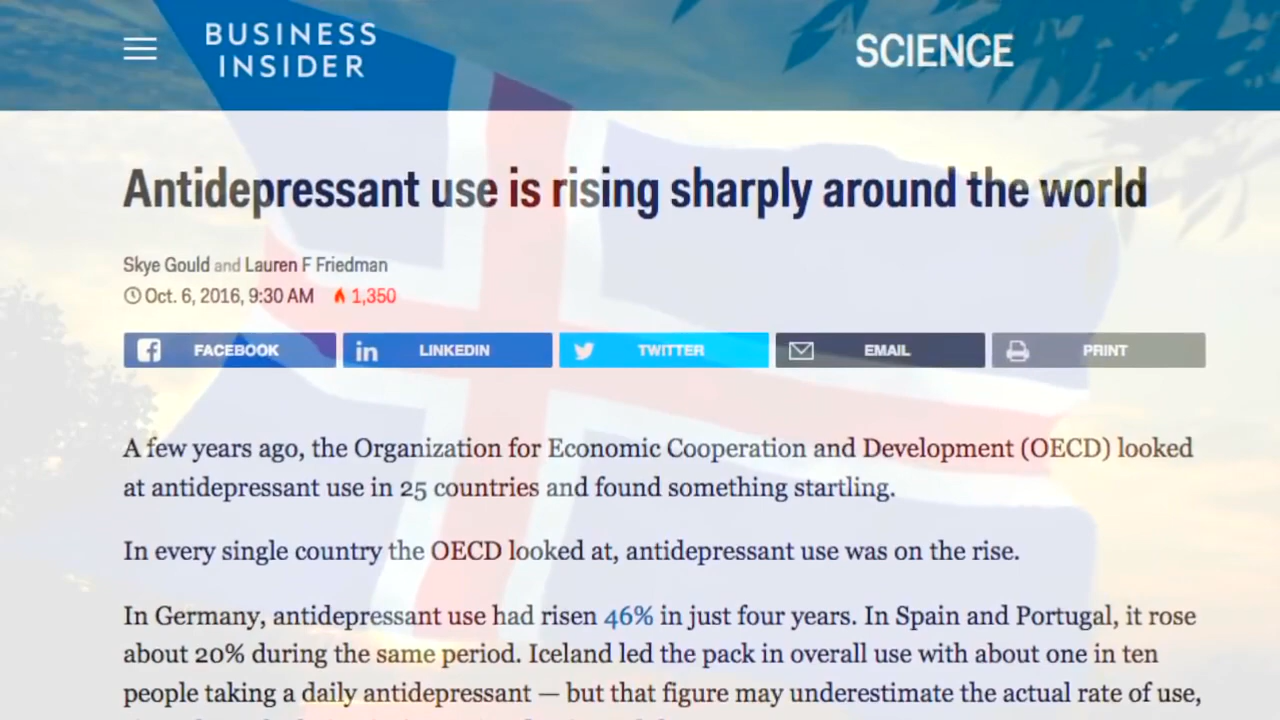 BUSINESS
INSIDER
SCIENCE
Antidepressant use is rising sharply around the world
Skye Gould and Lauren F Friedman
Oct. 6, 2016, 9:30 AM 1,350
FACEBOOK
LINKEDIN
TWITTER
EMAIL
PRINT
A few years ago, the Organization for Economic Cooperation and Development (OECD) looked
at antidepressant use in 25 countries and found something startling.
In every single country the OECD looked at, antidepressant use was on the rise.
In Germany, antidepressant use had risen 46% in just four years. In Spain and Portugal, it rose
about 20% during the same period. Iceland led the pack in overall use with about one in ten
people taking a daily antidepressant — but that figure may underestimate the actual rate of use,